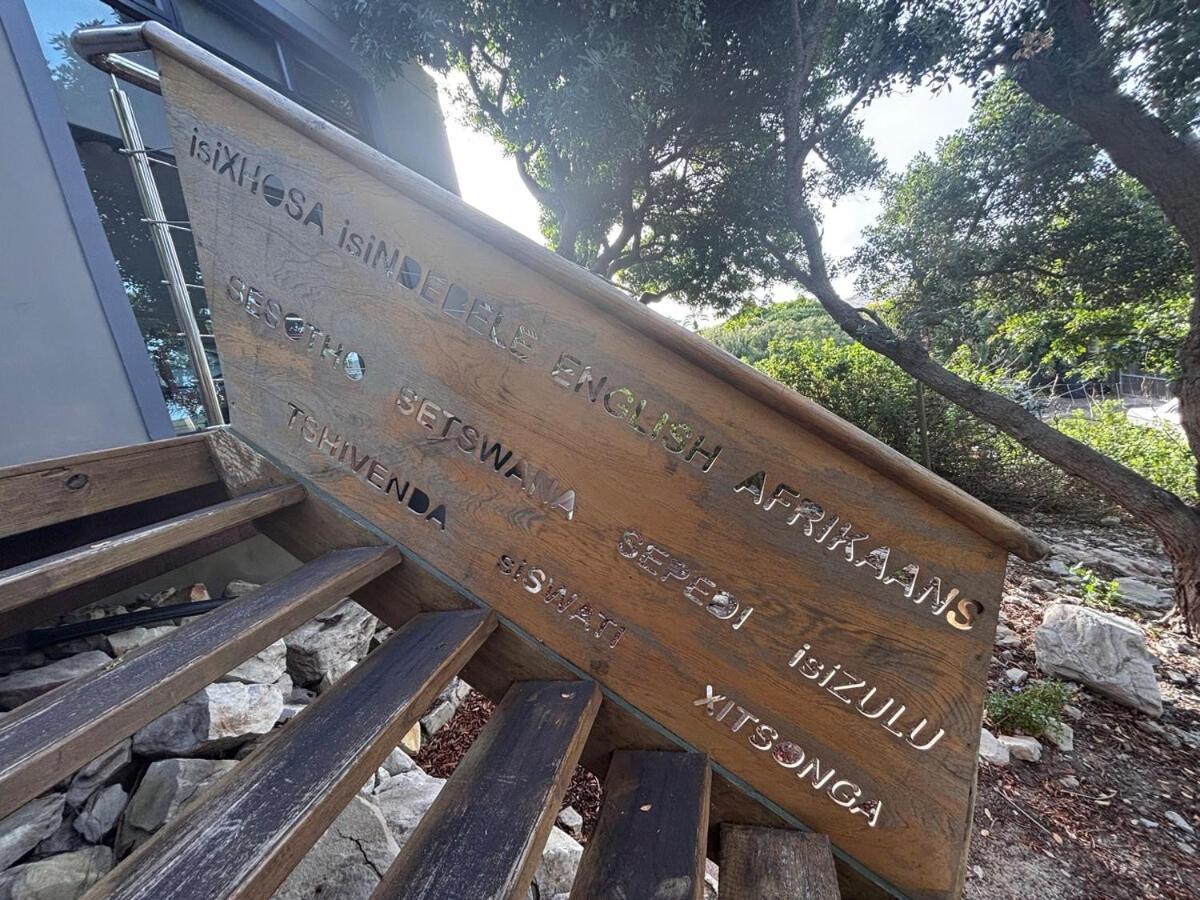 isiXHOSA isiNDEBELE ENGLISH AFRIKAANS
SESOTHO SETSWANA SEPEDI isiZULU
TSHIVENDA siSWATI XITSONGA